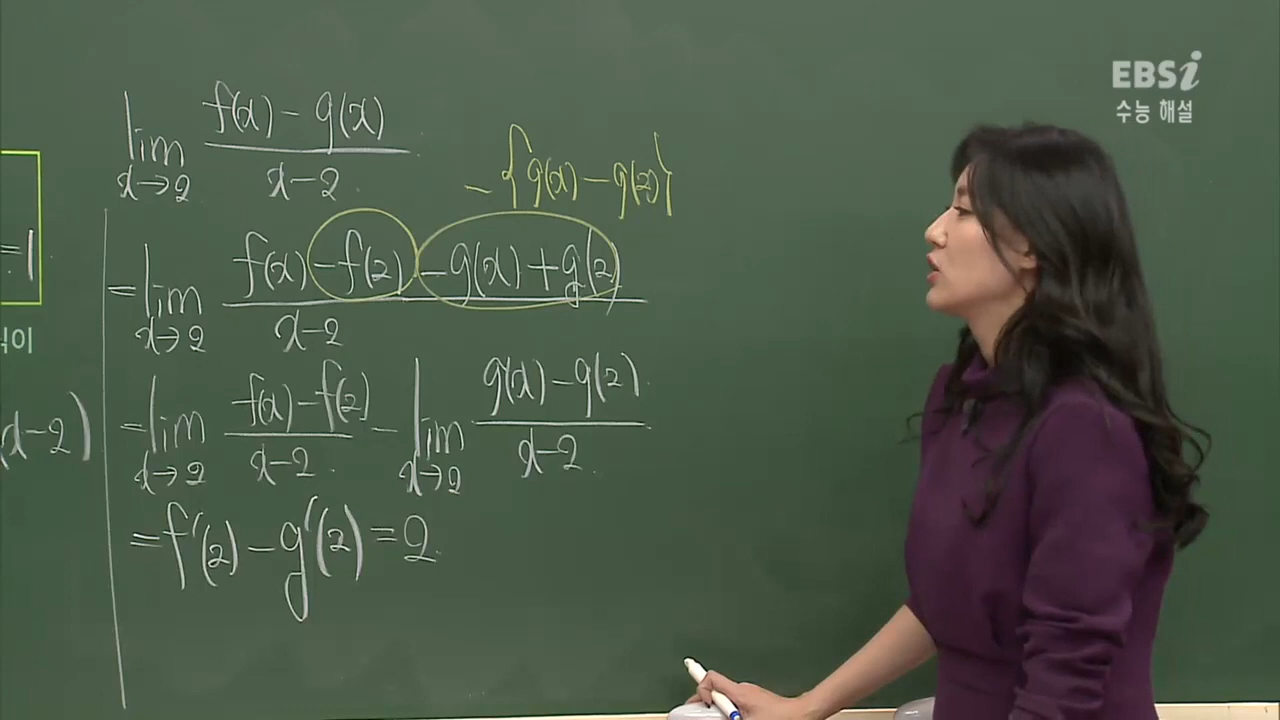 EBSi
수능 해설
lim x→2 f(x)-g(x) / x-2
-{g(x)-g(2)}
=lim x→2 f(x)-f(2)-g(x)+g(2) / x-2
=lim x→2 f(x)-f(2) / x-2 - lim x→2 g(x)-g(2) / x-2
=f'(2)-g'(2)=2
=1
x-2)